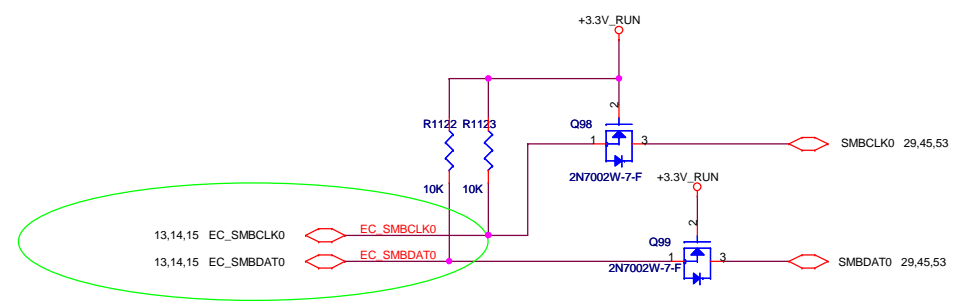 +3.3V_RUN
R1122 R1123
Q98
2
1
3
SMBCLK0 29,45,53
10K 10K
2N7002W-7-F
+3.3V_RUN
13,14,15 EC_SMBCLK0
EC_SMBCLK0
2
Q99
13,14,15 EC_SMBDAT0
EC_SMBDAT0
1
3
2N7002W-7-F
SMBDAT0 29,45,53